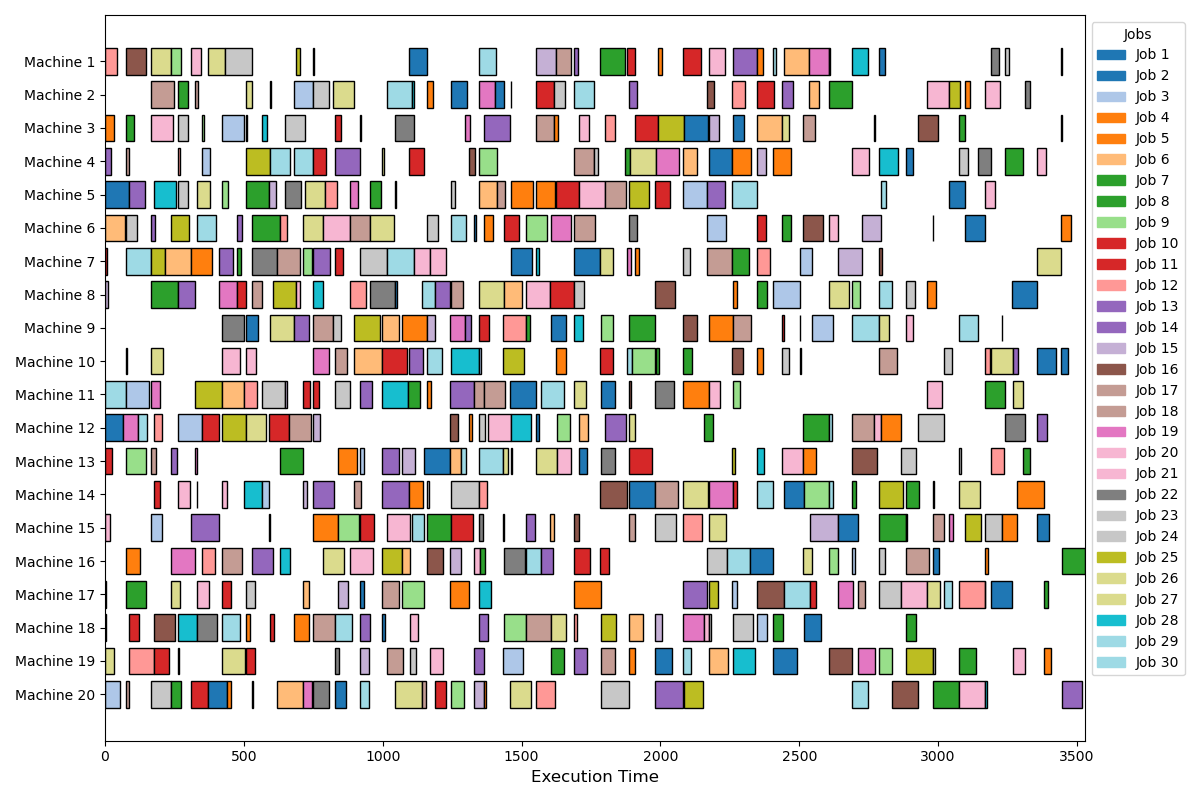 Machine 1
Machine 2
Machine 3
Machine 4
Machine 5
Machine 6
Machine 7
Machine 8
Machine 9
Machine 10
Machine 11
Machine 12
Machine 13
Machine 14
Machine 15
Machine 16
Machine 17
Machine 18
Machine 19
Machine 20
0 500 1000 1500 2000 2500 3000 3500
Execution Time
Jobs
Job 1
Job 2
Job 3
Job 4
Job 5
Job 6
Job 7
Job 8
Job 9
Job 10
Job 11
Job 12
Job 13
Job 14
Job 15
Job 16
Job 17
Job 18
Job 19
Job 20
Job 21
Job 22
Job 23
Job 24
Job 25
Job 26
Job 27
Job 28
Job 29
Job 30